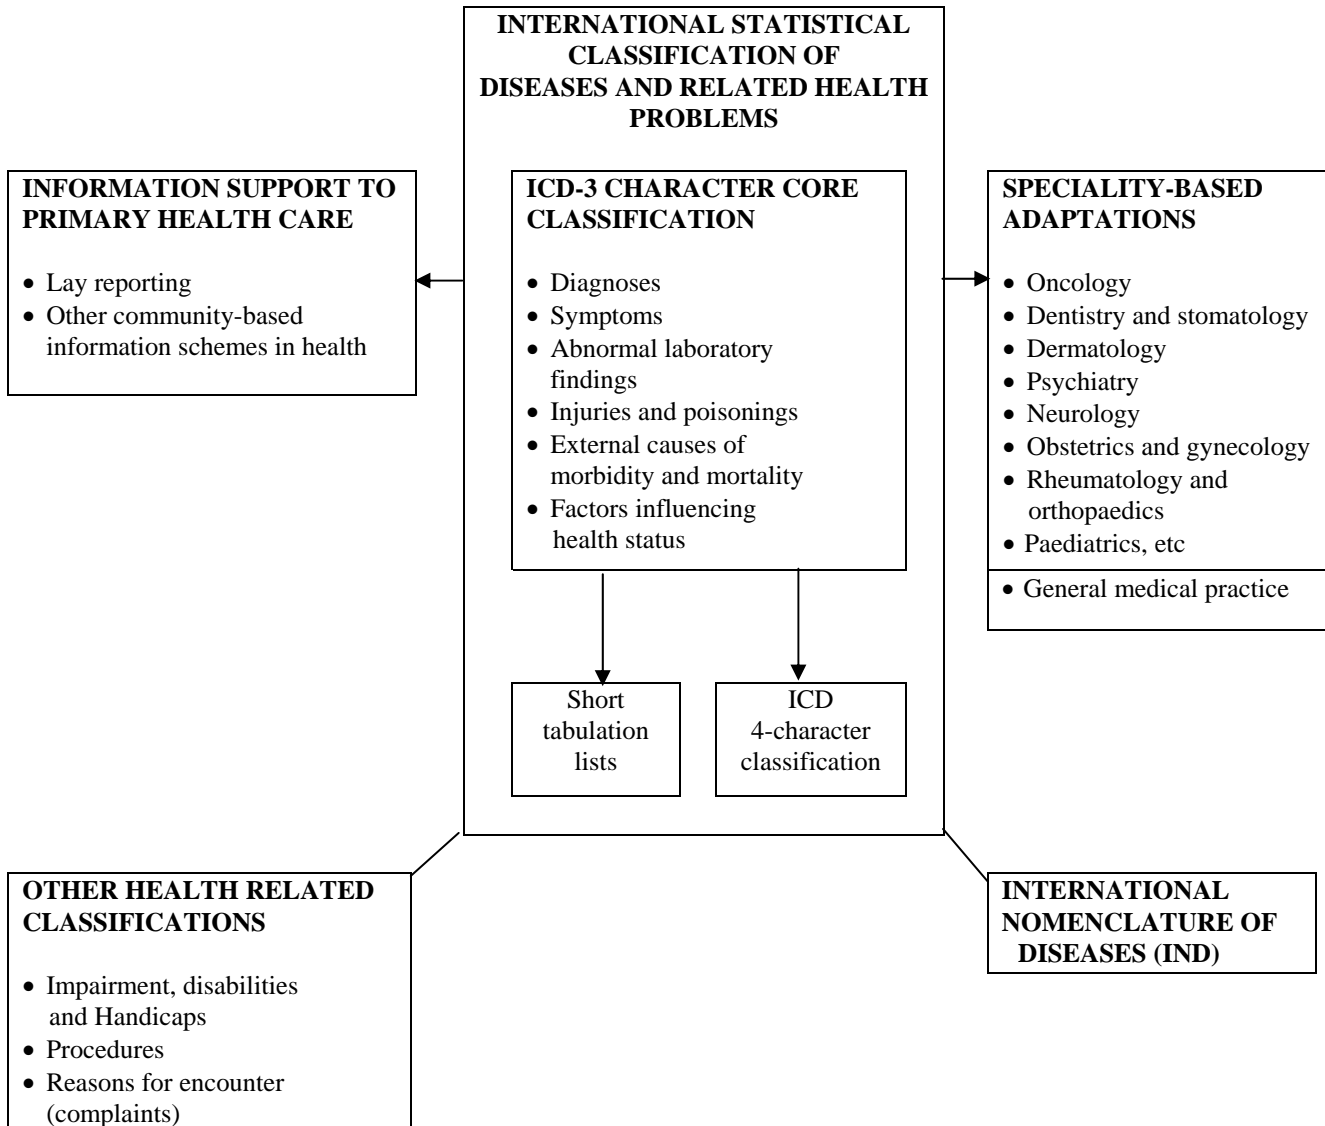 INTERNATIONAL STATISTICAL
CLASSIFICATION OF
DISEASES AND RELATED HEALTH
PROBLEMS
INFORMATION SUPPORT TO
PRIMARY HEALTH CARE
• Lay reporting
• Other community-based
information schemes in health
ICD-3 CHARACTER CORE
CLASSIFICATION
• Diagnoses
• Symptoms
• Abnormal laboratory
findings
• Injuries and poisonings
• External causes of
morbidity and mortality
• Factors influencing
health status
SPECIALITY-BASED
ADAPTATIONS
• Oncology
• Dentistry and stomatology
• Dermatology
• Psychiatry
• Neurology
• Obstetrics and gynecology
• Rheumatology and
orthopaedics
• Paediatrics, etc
• General medical practice
Short
tabulation
lists
ICD
4-character
classification
OTHER HEALTH RELATED
CLASSIFICATIONS
• Impairment, disabilities
and Handicaps
• Procedures
• Reasons for encounter
(complaints)
INTERNATIONAL
NOMENCLATURE OF
DISEASES (IND)